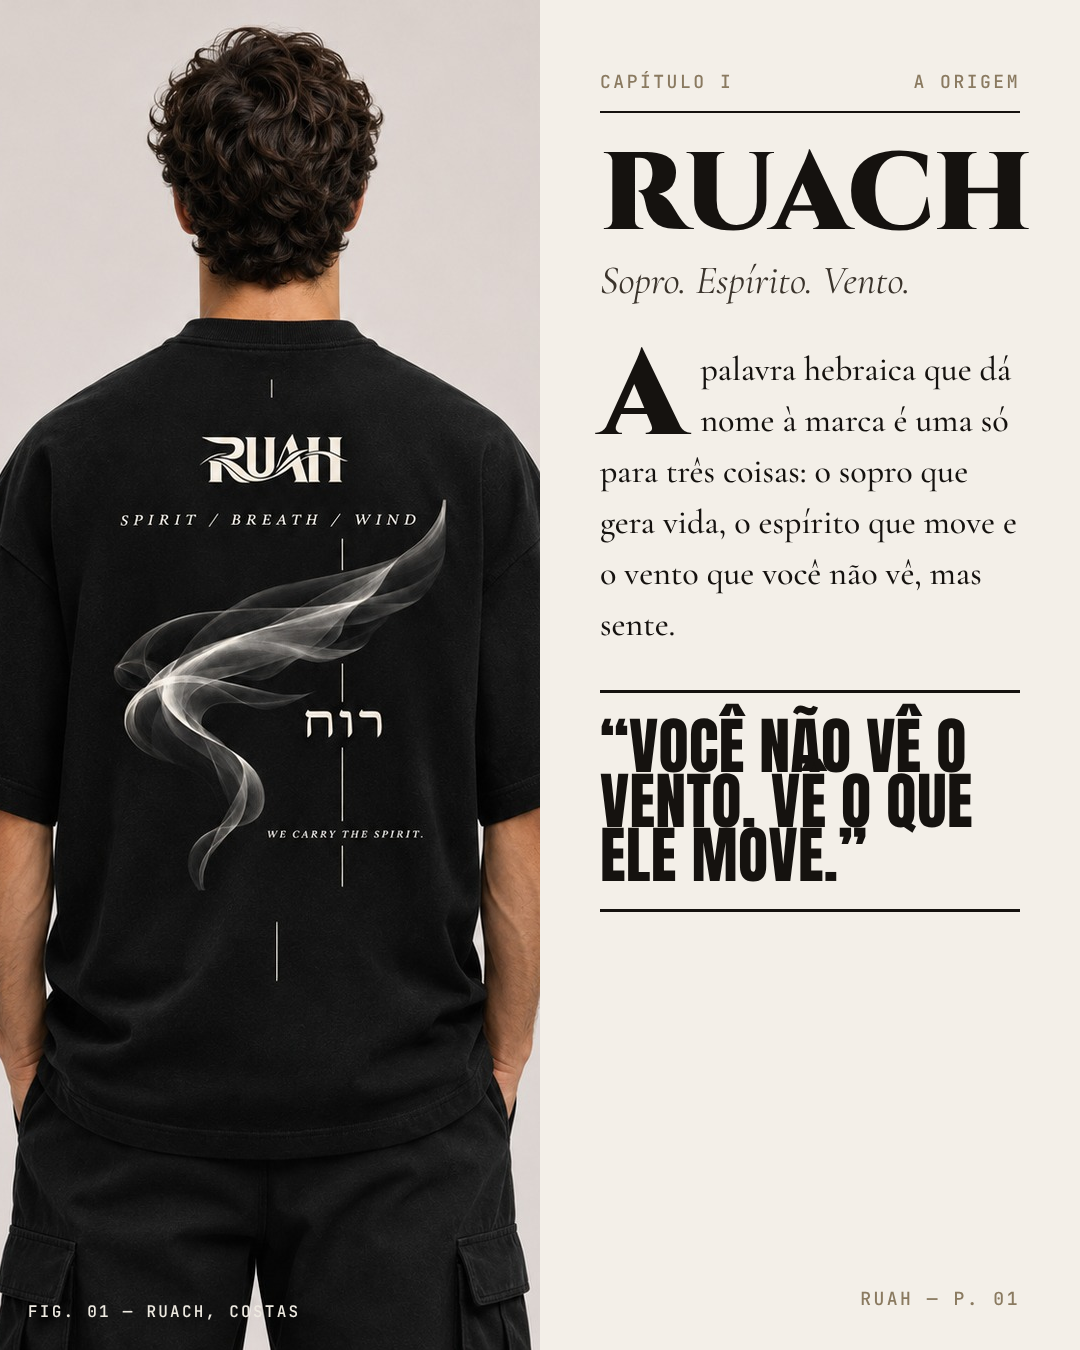 RUAH
SPIRIT / BREATH / WIND
רוח
WE CARRY THE SPIRIT.
FIG. 01 — RUACH, COSTAS
CAPÍTULO I
A ORIGEM
RUACH
Sopro. Espírito. Vento.
A palavra hebraica que dá
nome à marca é uma só
para três coisas: o sopro que
gera vida, o espírito que move e
o vento que você não vê, mas
sente.
“VOCÊ NÃO VÊ O
VENTO. VÊ O QUE
ELE MOVE.”
RUAH — P. 01